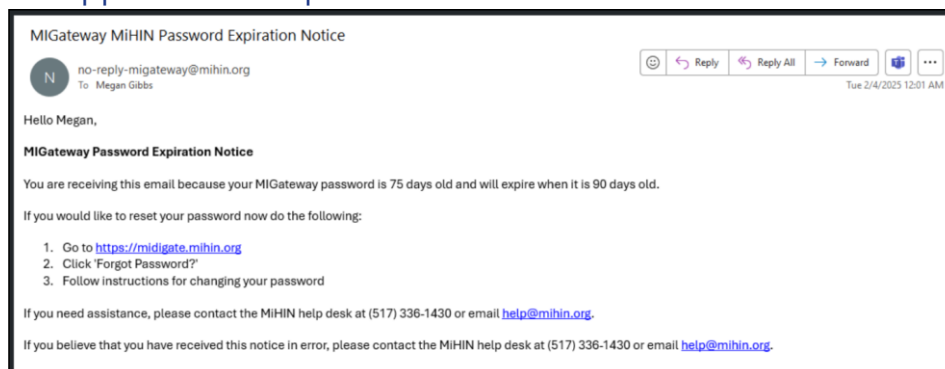 MIGateway MiHIN Password Expiration Notice
N
no-reply-migateway@mihin.org
To Megan Gibbs
Reply
Reply All
Forward
Tue 2/4/2025 12:01 AM
Hello Megan,
MIGateway Password Expiration Notice
You are receiving this email because your MIGateway password is 75 days old and will expire when it is 90 days old.
If you would like to reset your password now do the following:
1. Go to https://midigate.mihin.org
2. Click 'Forgot Password?'
3. Follow instructions for changing your password
If you need assistance, please contact the MiHIN help desk at (517) 336-1430 or email help@mihin.org.
If you believe that you have received this notice in error, please contact the MiHIN help desk at (517) 336-1430 or email help@mihin.org.